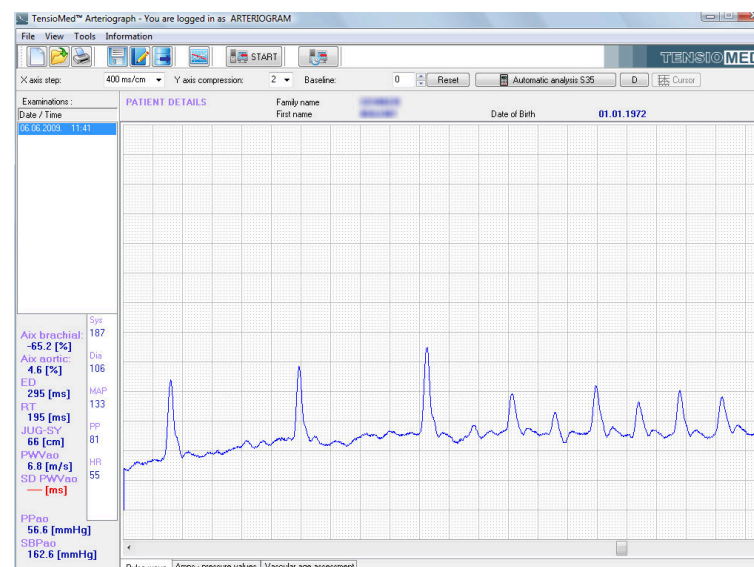 TensioMed™ Arteriograph - You are logged in as ARTERIOGRAM
File View Tools Information
START
TENSIOMED
X axis step: 400 ms/cm Y axis compression: 2 Baseline: 0 Reset Automatic analysis S35 D Cursor
Examinations :
Date / Time
06.06.2009. 11:41
PATIENT DETAILS
Family name
First name
Date of Birth 01.01.1972
Aix brachial:
-65.2 [%]
Aix aortic:
4.6 [%]
ED
295 [ms]
RT
195 [ms]
JUG-SY
66 [cm]
PWVao
6.8 [m/s]
SD PWVao
--- [ms]
PPao
56.6 [mmHg]
SBPao
162.6 [mmHg]
Sys
187
Dia
106
MAP
133
PP
81
HR
55
Pulse wave Amps - pressure values Vascular age assessment